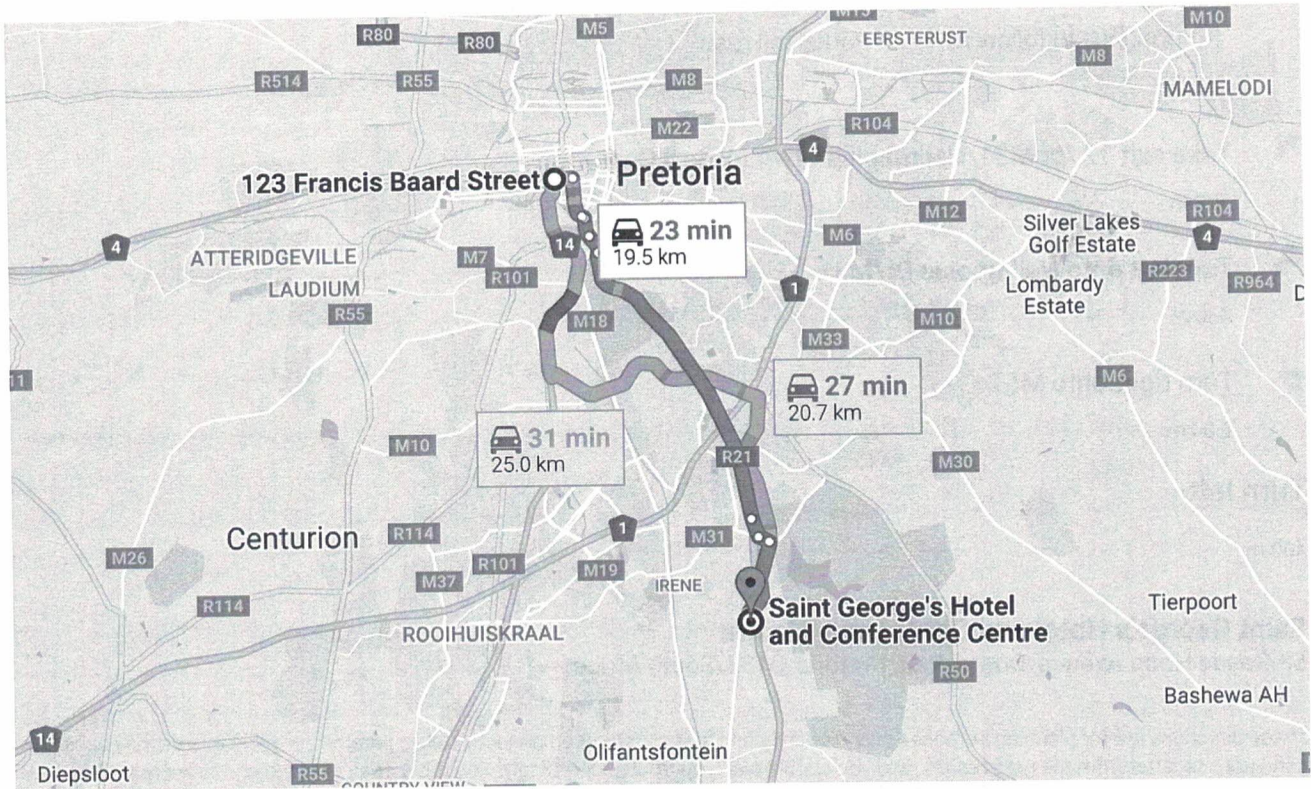 M13
M10
R80
R80
M5
EERSTERUST
M8
R514
R55
M8
MAMELODI
M22
R104
4
123 Francis Baard Street
Pretoria
M12
R104
Silver Lakes
Golf Estate
4
4
14
23 min
19.5 km
M6
ATTERIDGEVILLE
M7
R101
R223
R964
LAUDIUM
1
Lombardy
Estate
D
R55
M18
M10
M33
M6
27 min
20.7 km
31 min
25.0 km
M10
R21
M30
1
Centurion
R114
M31
M26
R101
M19
M37
IRENE
R114
Saint George's Hotel
and Conference Centre
Tierpoort
ROOIHUISKRAAL
R50
Bashewa AH
14
Diepsloot
Olifantsfontein
R55
COUNTRY VIEW